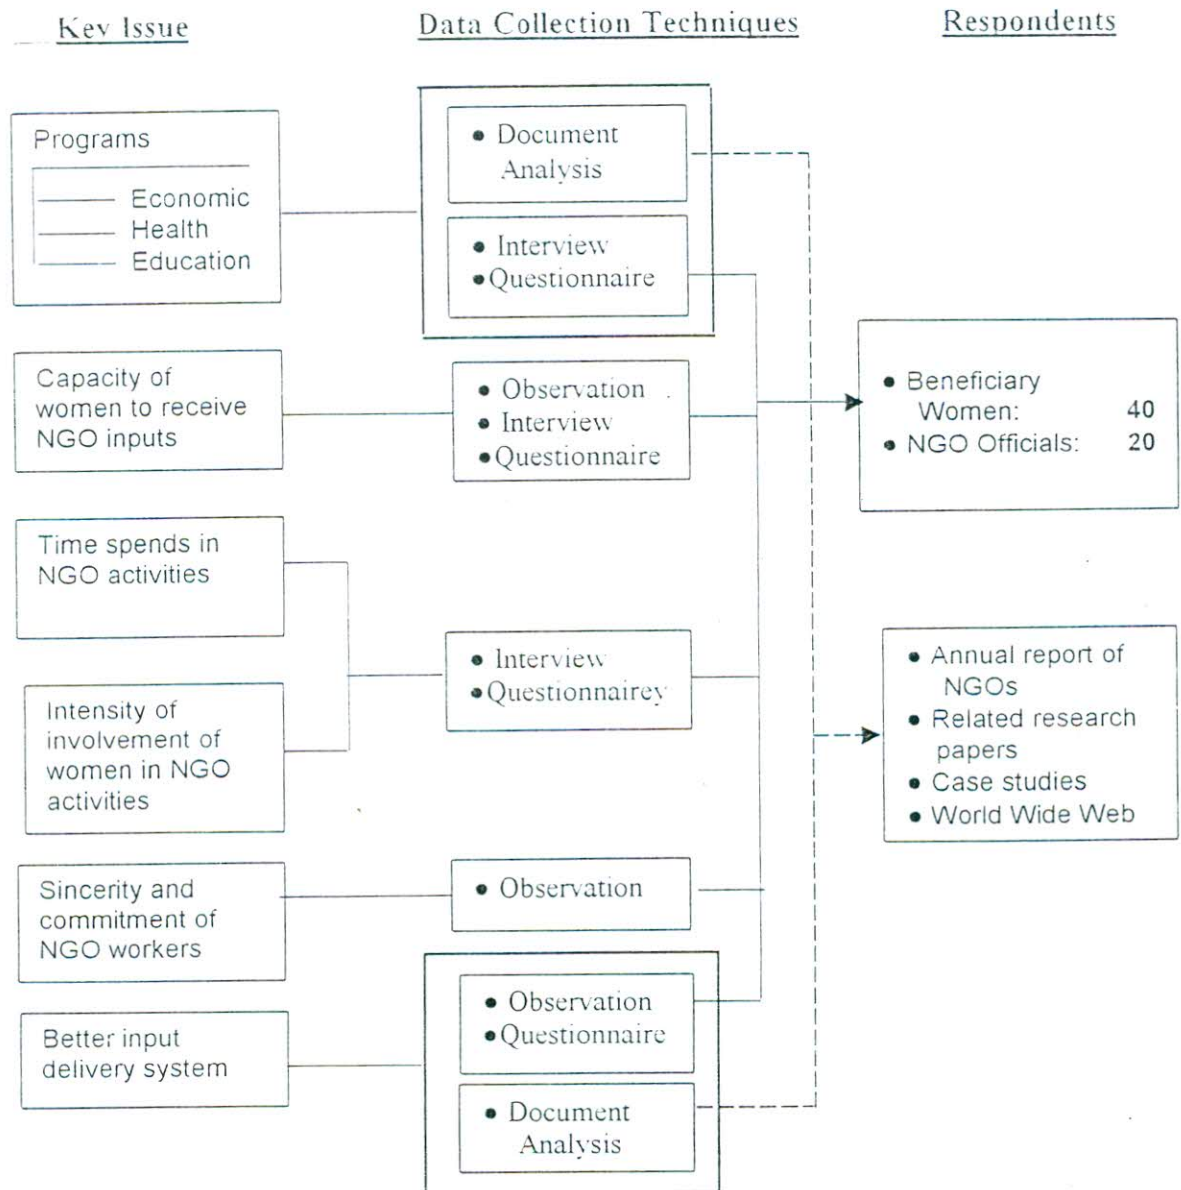 Key Issue
Data Collection Techniques
Respondents
Programs
Economic
Health
Education
• Document
Analysis
• Interview
• Questionnaire
Capacity of
women to receive
NGO inputs
• Observation
• Interview
• Questionnaire
• Beneficiary
Women: 40
• NGO Officials: 20
Time spends in
NGO activities
Intensity of
involvement of
women in NGO
activities
• Interview
• Questionnairey
• Annual report of
NGOs
• Related research
papers
• Case studies
• World Wide Web
Sincerity and
commitment of
NGO workers
• Observation
Better input
delivery system
• Observation
• Questionnaire
• Document
Analysis